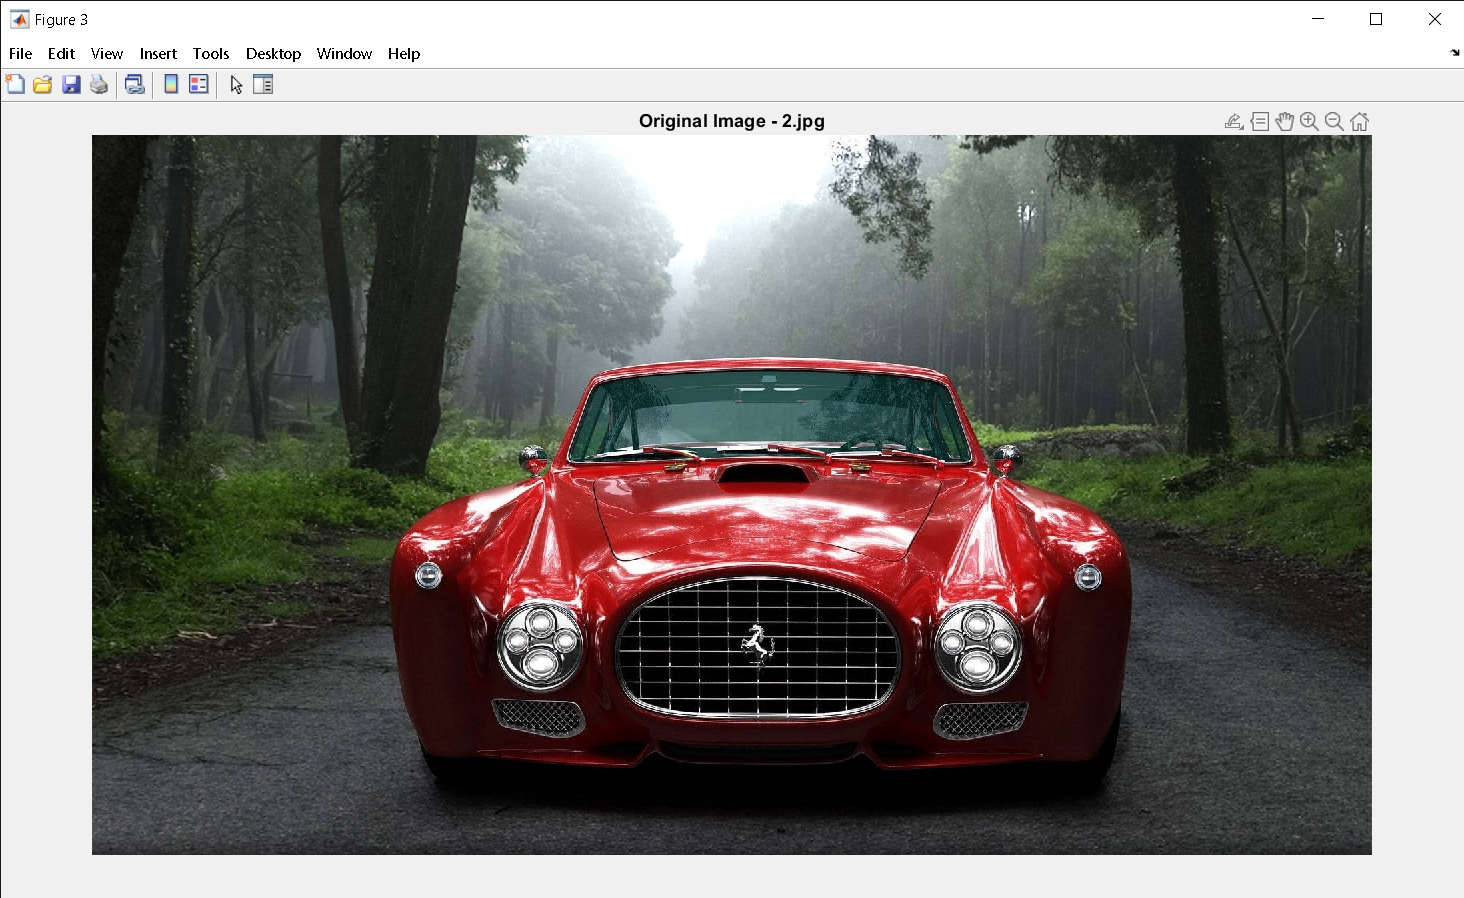 Figure 3
File Edit View Insert Tools Desktop Window Help
Original Image - 2.jpg